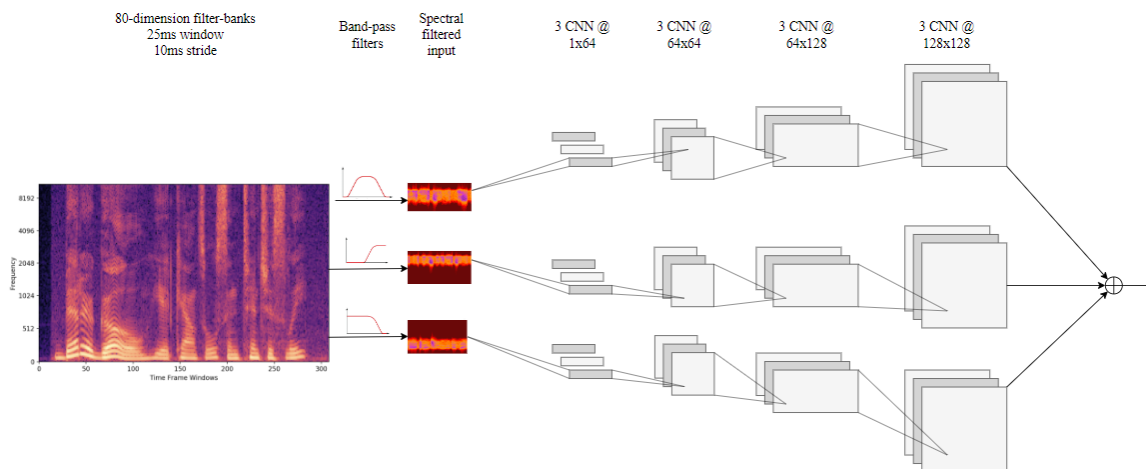 80-dimension filter-banks
25ms window
10ms stride
Band-pass
filters
Spectral
filtered
input
3 CNN @
1x64
3 CNN @
64x64
3 CNN @
64x128
3 CNN @
128x128
8192
4096
2048
1024
512
0
Frequency
0
50
100
150
200
250
300
Time Frame Windows